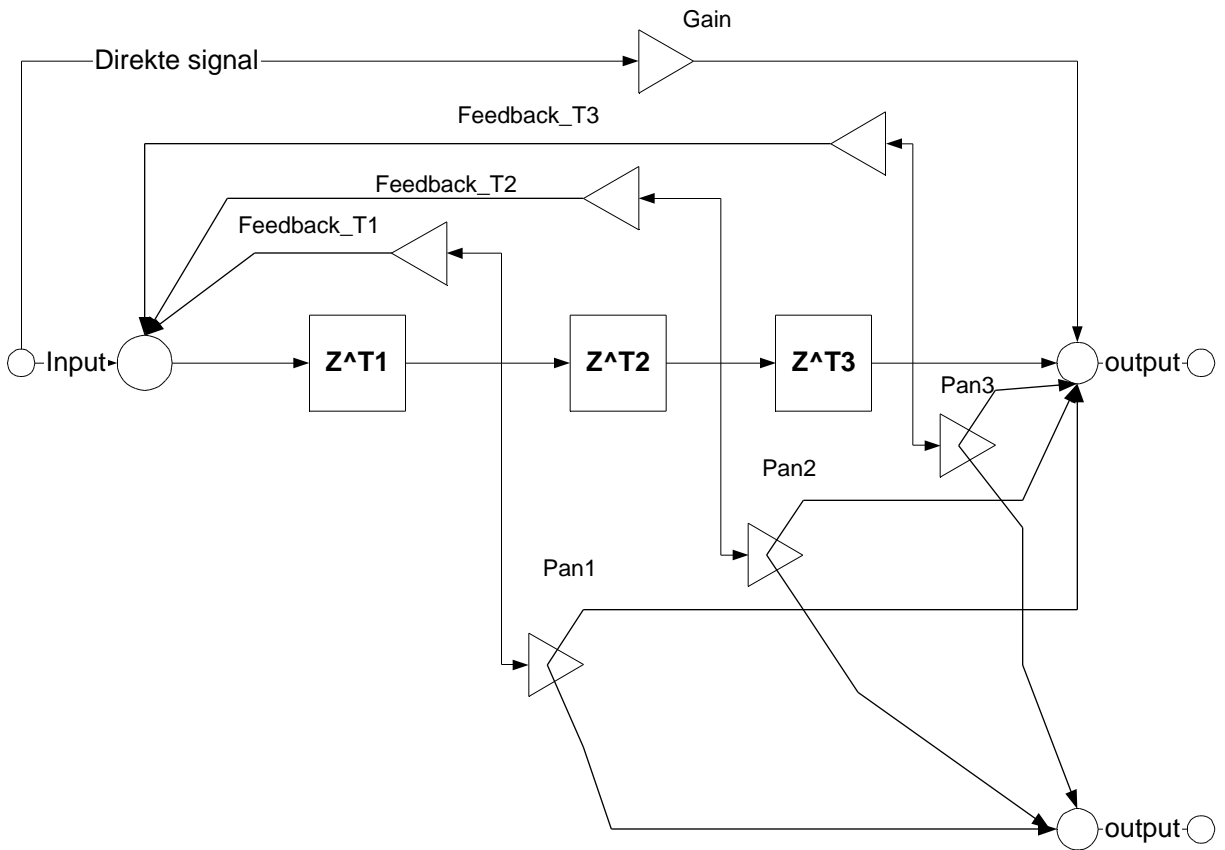 Gain
Direkte signal
Feedback_T3
Feedback_T2
Feedback_T1
Input
Z^T1
Z^T2
Z^T3
output
Pan3
Pan2
Pan1
output